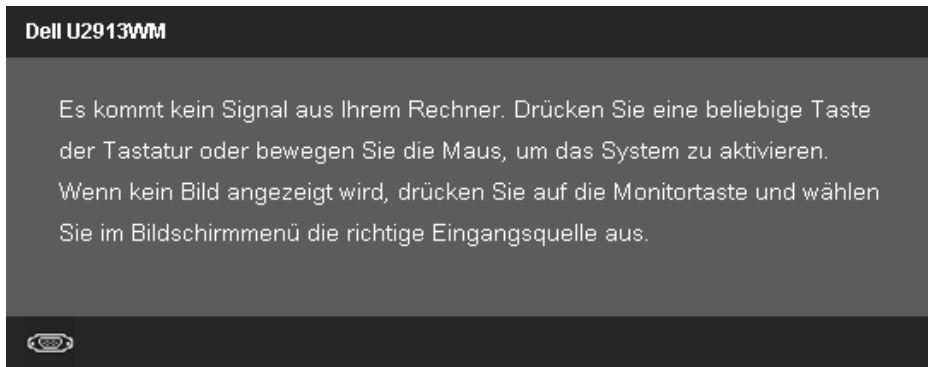 Dell U2913WM
Es kommt kein Signal aus Ihrem Rechner. Drücken Sie eine beliebige Taste
der Tastatur oder bewegen Sie die Maus, um das System zu aktivieren.
Wenn kein Bild angezeigt wird, drücken Sie auf die Monitortaste und wählen
Sie im Bildschirmmenü die richtige Eingangsquelle aus.